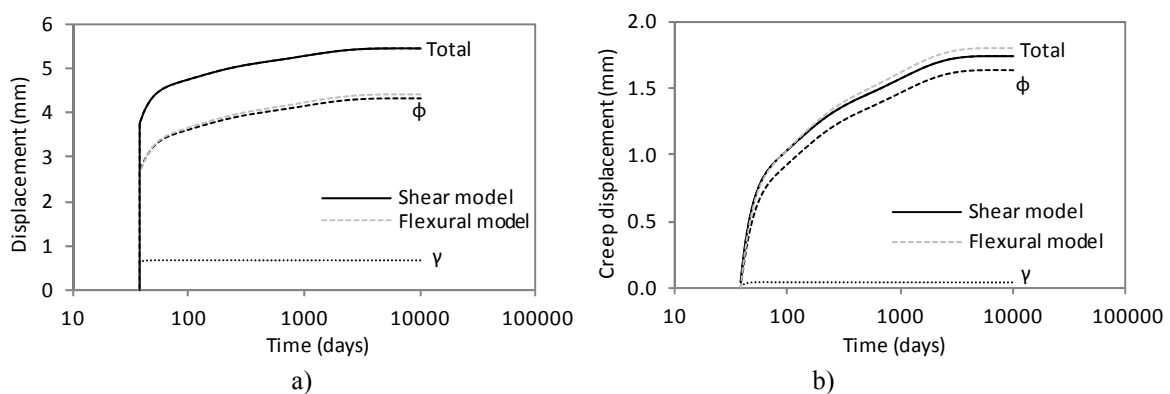 Displacement (mm)
6
5
4
3
2
1
0
Total
ϕ
Shear model
Flexural model
γ
10
100
1000
10000
100000
Time (days)
a)
Creep displacement (mm)
2.0
1.5
1.0
0.5
0.0
Total
ϕ
Shear model
Flexural model
γ
10
100
1000
10000
100000
Time (days)
b)